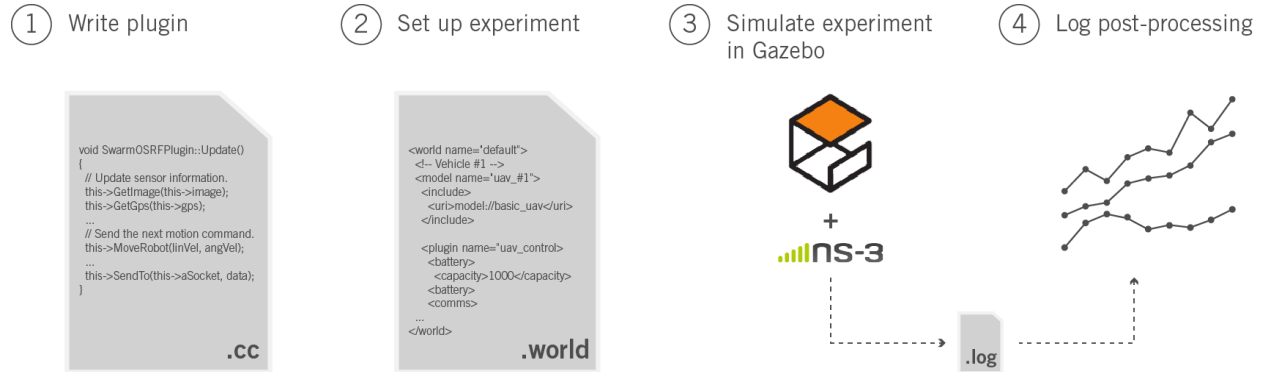 1 Write plugin
2 Set up experiment
3 Simulate experiment
in Gazebo
4 Log post-processing
void SwarmOSRFPlugin::Update()
{
// Update sensor information.
this->GetImage(this->image);
this->GetGps(this->gps);
...
// Send the next motion command.
this->MoveRobot(linVel, angVel);
...
this->SendTo(this->aSocket, data);
}
.cc
<world name="default">
<!-- Vehicle #1 -->
<model name="uav_#1">
<include>
<uri>model://basic_uav</uri>
</include>
<plugin name="uav_control>
<battery>
<capacity>1000</capacity>
<battery>
<comms>
...
</world>
.world
+
ns-3
.log